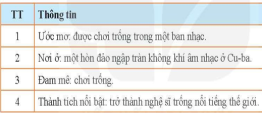 TT Thông tin
1 Ước mơ: được chơi trống trong một ban nhạc.
2 Nơi ở: một hòn đảo ngập tràn không khí âm nhạc ở Cu-ba.
3 Đam mê: chơi trống.
4 Thành tích nổi bật: trở thành nghệ sĩ trống nổi tiếng thế giới.